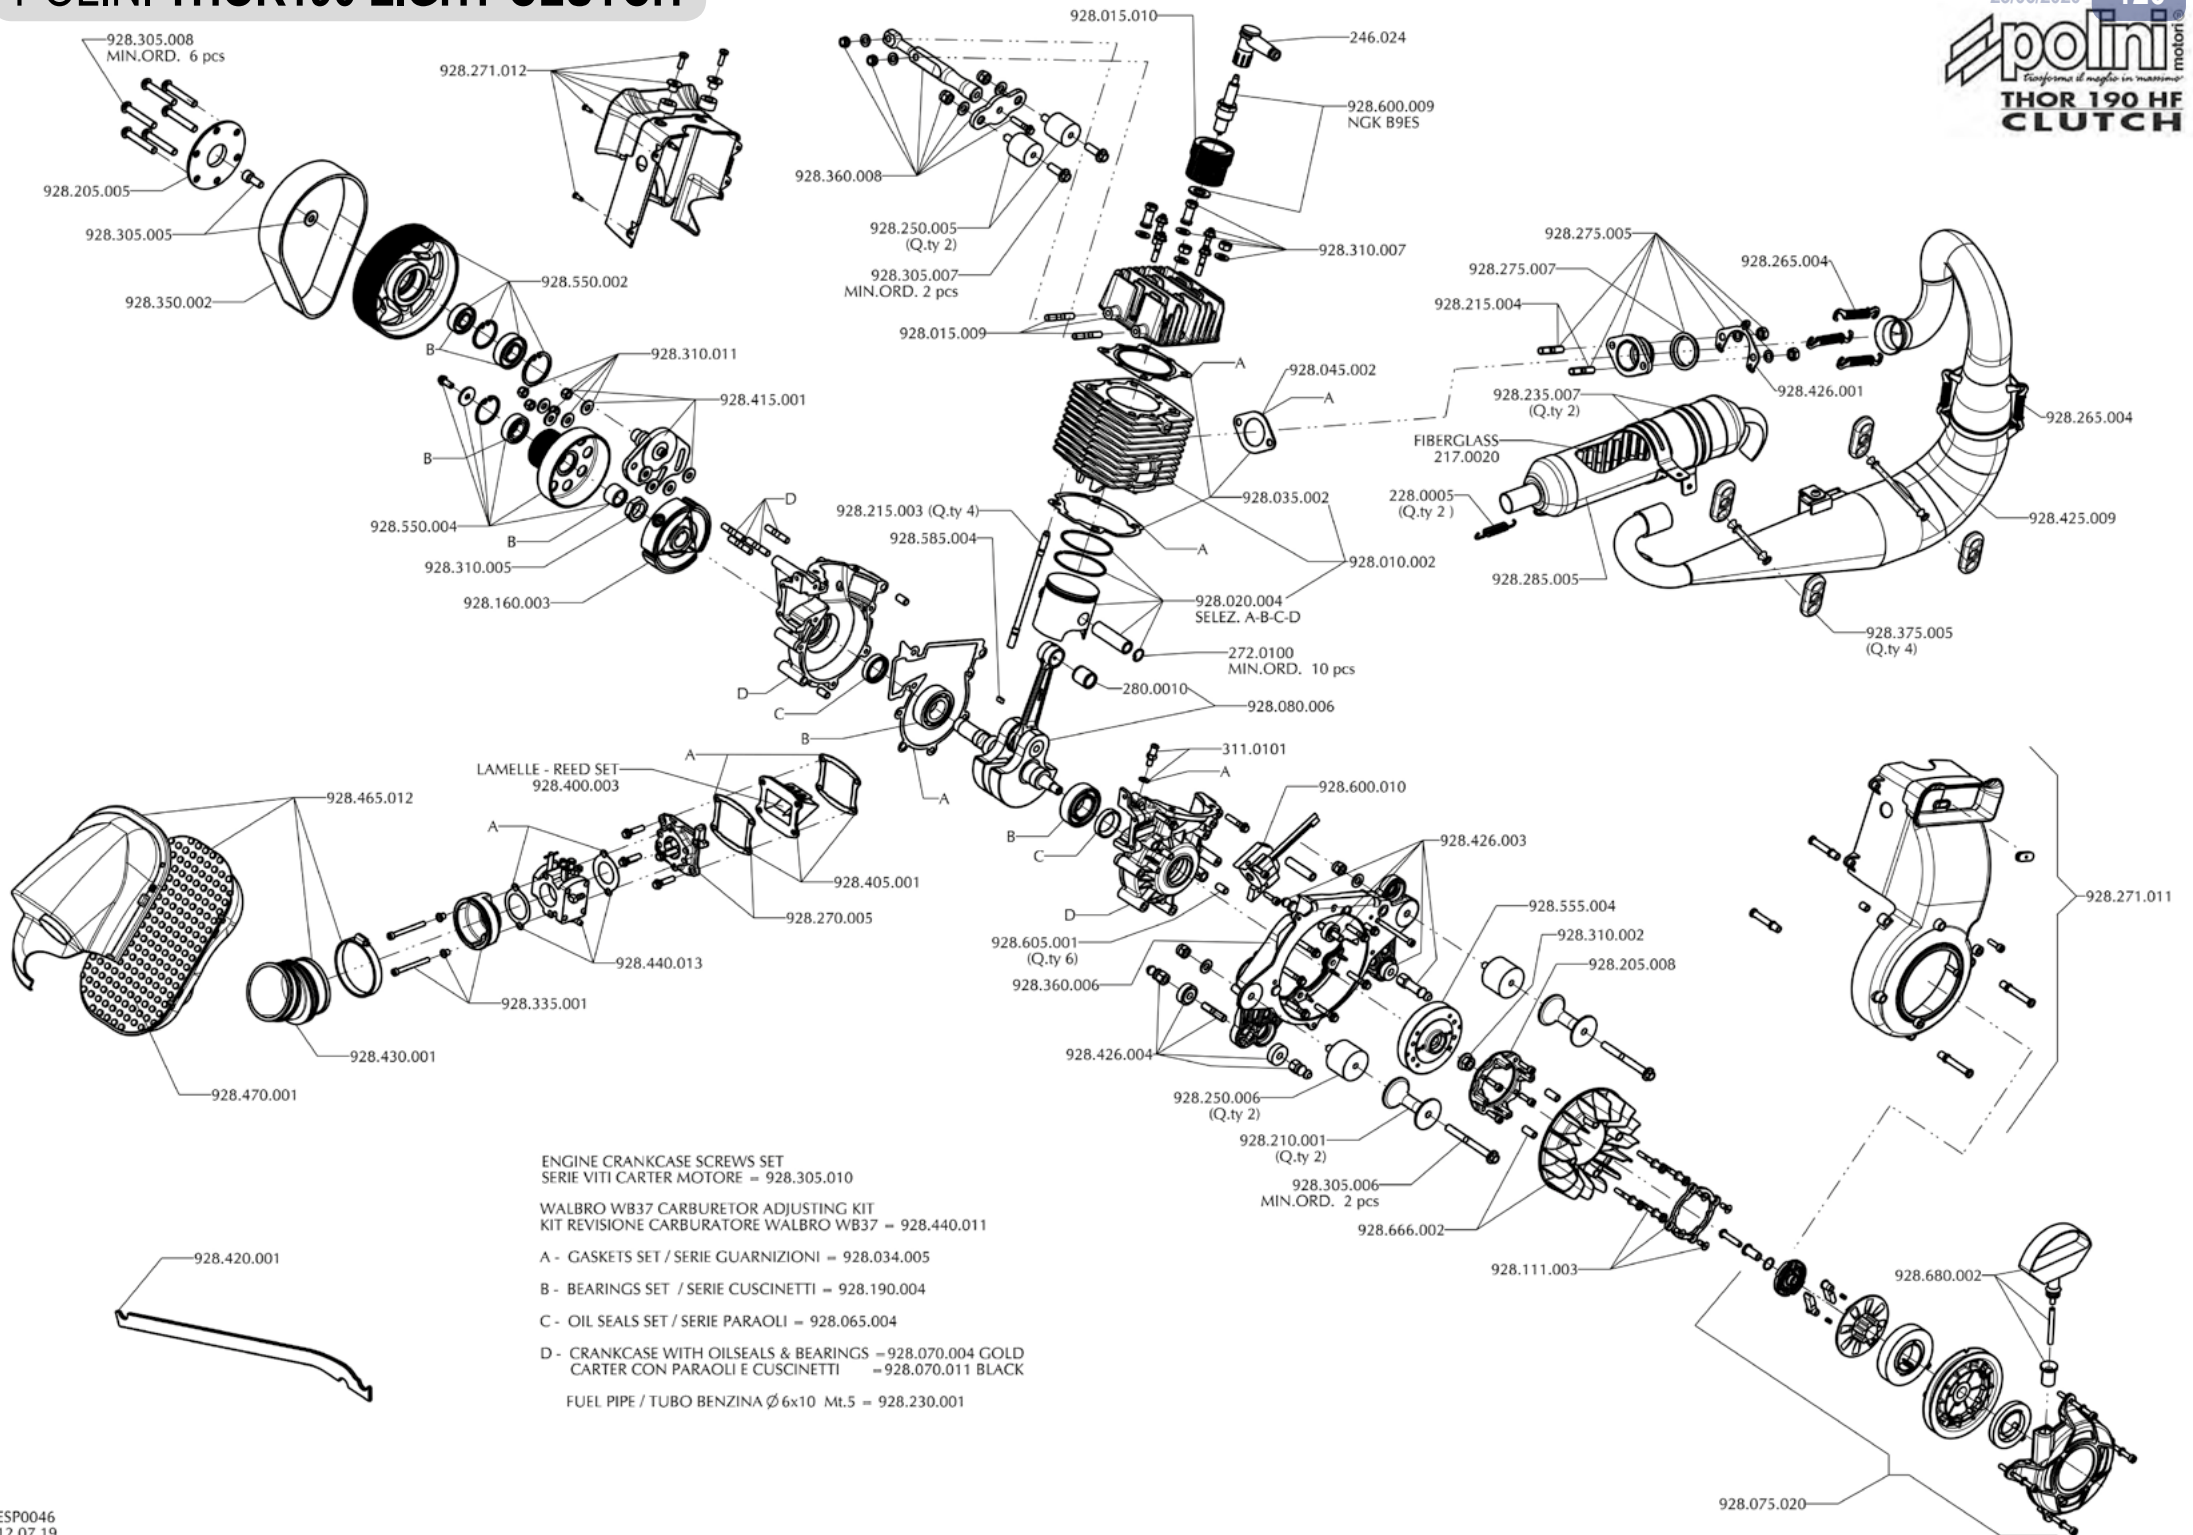 POLINI THOR190 LIGHT CLUTCH
polini motori®
trasforma il meglio in massimo
THOR 190 HF
CLUTCH
928.305.008
MIN.ORD. 6 pcs
928.271.012
928.015.010
246.024
928.600.009
NGK B9ES
928.205.005
928.305.005
928.350.002
928.550.002
928.360.008
928.250.005
(Q.ty 2)
928.305.007
MIN.ORD. 2 pcs
928.310.007
928.015.009
928.275.005
928.275.007
928.215.004
928.265.004
928.426.001
928.235.007
(Q.ty 2)
FIBERGLASS
217.0020
928.265.004
B
928.310.011
928.415.001
A
928.045.002
A
B
928.550.004
B
928.310.005
928.160.003
D
928.215.003 (Q.ty 4)
928.585.004
928.035.002
A
928.010.002
228.0005
(Q.ty 2 )
928.425.009
928.285.005
928.020.004
SELEZ. A-B-C-D
928.375.005
(Q.ty 4)
272.0100
MIN.ORD. 10 pcs
D
C
280.0010
928.080.006
B
A
311.0101
A
A
LAMELLE - REED SET
928.400.003
928.465.012
A
928.600.010
B
C
928.426.003
928.405.001
928.270.005
D
928.271.011
928.555.004
928.605.001
(Q.ty 6)
928.310.002
928.440.013
928.360.006
928.205.008
928.335.001
928.430.001
928.426.004
928.470.001
928.250.006
(Q.ty 2)
928.210.001
(Q.ty 2)
928.305.006
MIN.ORD. 2 pcs
928.666.002
928.111.003
928.680.002
928.420.001
ENGINE CRANKCASE SCREWS SET
SERIE VITI CARTER MOTORE = 928.305.010
WALBRO WB37 CARBURETOR ADJUSTING KIT
KIT REVISIONE CARBURATORE WALBRO WB37 = 928.440.011
A - GASKETS SET / SERIE GUARNIZIONI = 928.034.005
B - BEARINGS SET / SERIE CUSCINETTI = 928.190.004
C - OIL SEALS SET / SERIE PARAOLI = 928.065.004
D - CRANKCASE WITH OILSEALS & BEARINGS =928.070.004 GOLD
CARTER CON PARAOLI E CUSCINETTI =928.070.011 BLACK
FUEL PIPE / TUBO BENZINA Ø 6x10 Mt.5 = 928.230.001
928.075.020
ESP0046
12.07.19